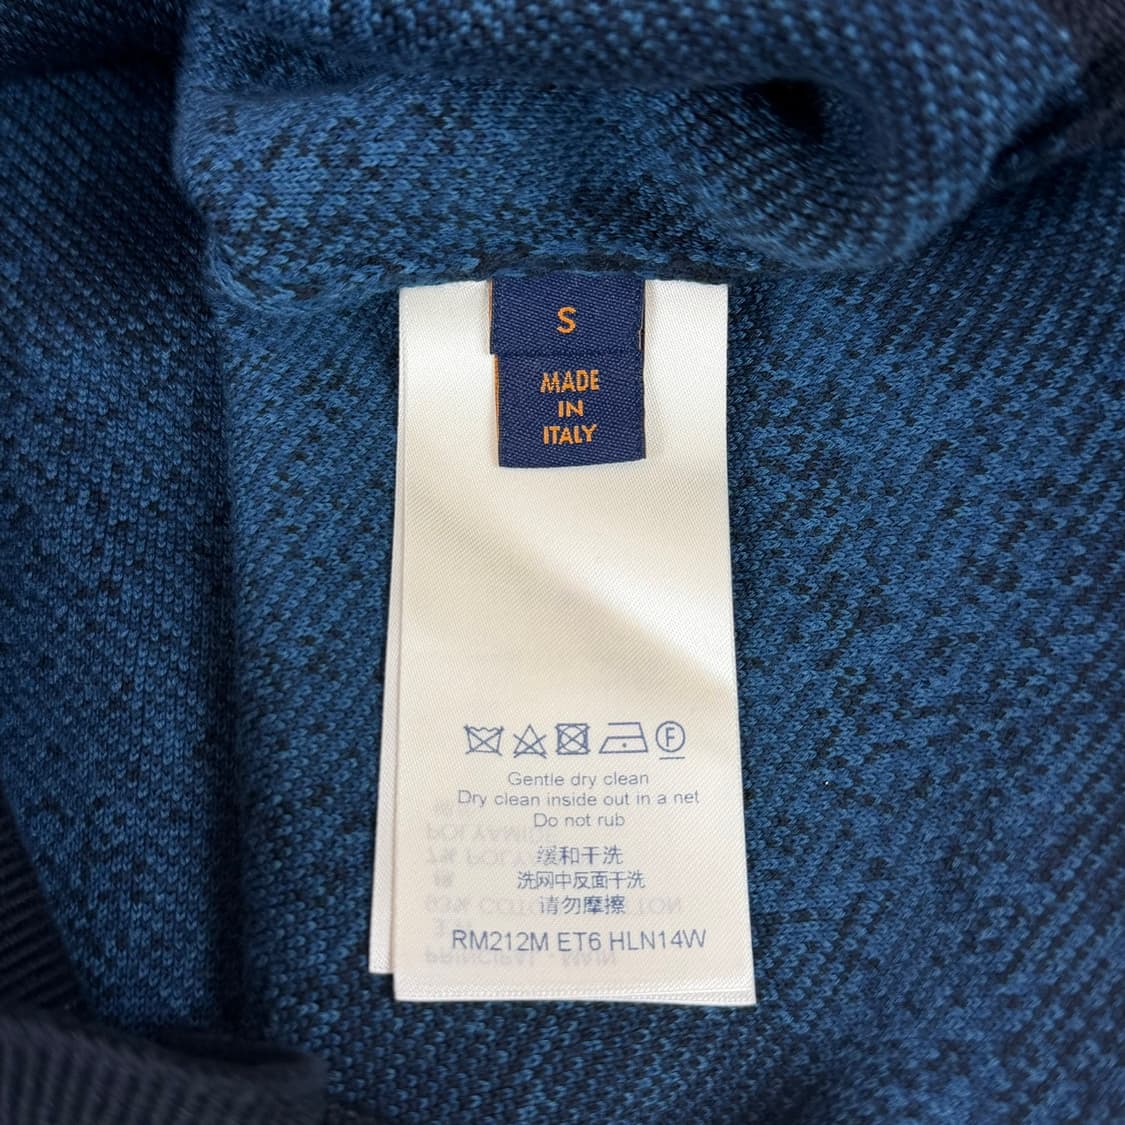 S
MADE
IN
ITALY
F
Gentle dry clean
Dry clean inside out in a net
Do not rub
缓和干洗
洗网中反面干洗
请勿摩擦
RM212M ET6 HLN14W